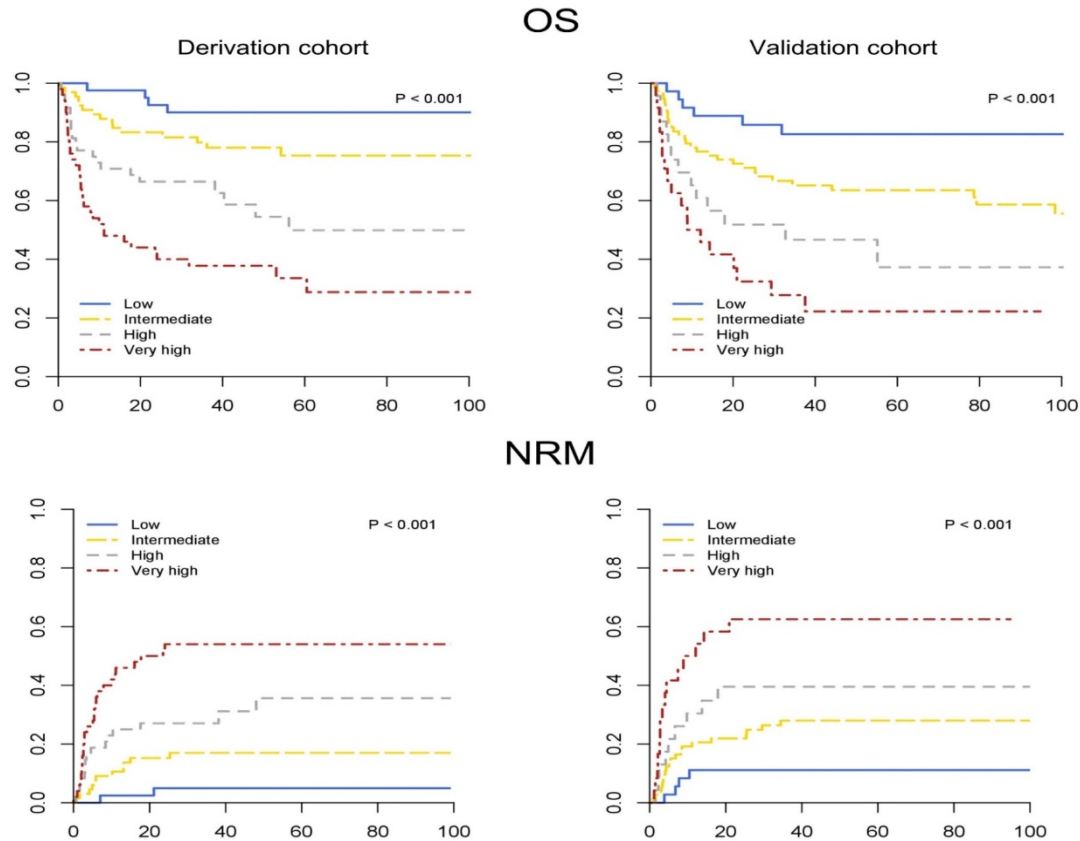 OS
Derivation cohort
Validation cohort
1.0
0.8
0.6
0.4
0.2
0.0
P < 0.001
Low
Intermediate
High
Very high
0 20 40 60 80 100
1.0
0.8
0.6
0.4
0.2
0.0
P < 0.001
Low
Intermediate
High
Very high
0 20 40 60 80 100
NRM
1.0
0.8
0.6
0.4
0.2
0.0
Low
Intermediate
High
Very high
P < 0.001
0 20 40 60 80 100
1.0
0.8
0.6
0.4
0.2
0.0
Low
Intermediate
High
Very high
P < 0.001
0 20 40 60 80 100